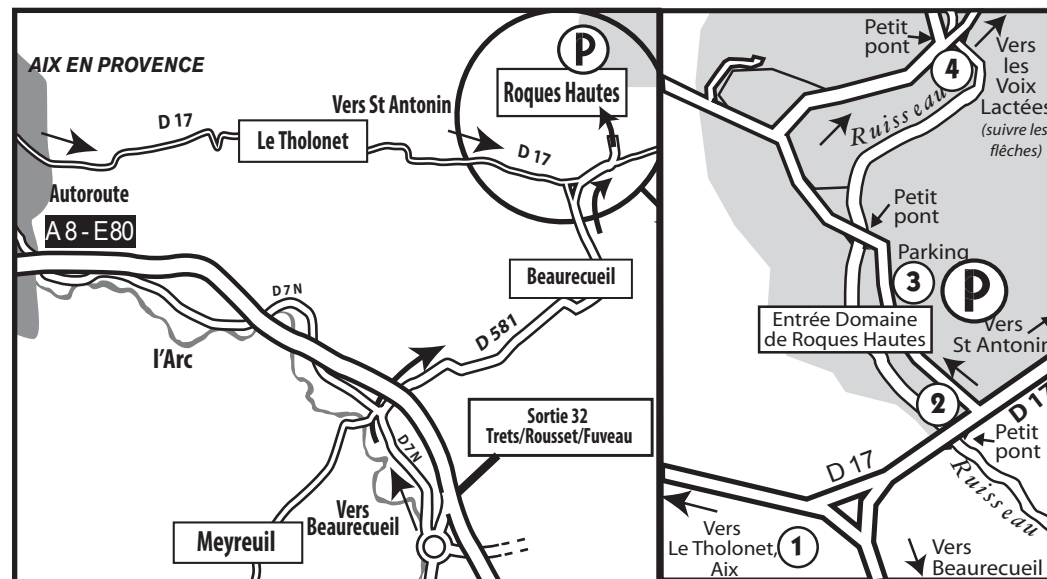 AIX EN PROVENCE
P
Roques Hautes
Vers St Antonin
D 17
Le Tholonet
D 17
Autoroute
A 8 - E80
D7N
Beaurecueil
l'Arc
D 581
Sortie 32
Trets/Rousset/Fuveau
D7N
Vers
Beaurecueil
Meyreuil
Petit
pont
4
Vers
les
Voix
Lactées
(suivre les
flêches)
Ruisseau
Petit
pont
Parking
3
P
Entrée Domaine
de Roques Hautes
Vers
St Antonin
2
D 17
Petit
pont
D 17
Ruisseau
Vers
Le Tholonet,
Aix
1
Vers
Beaurecueil